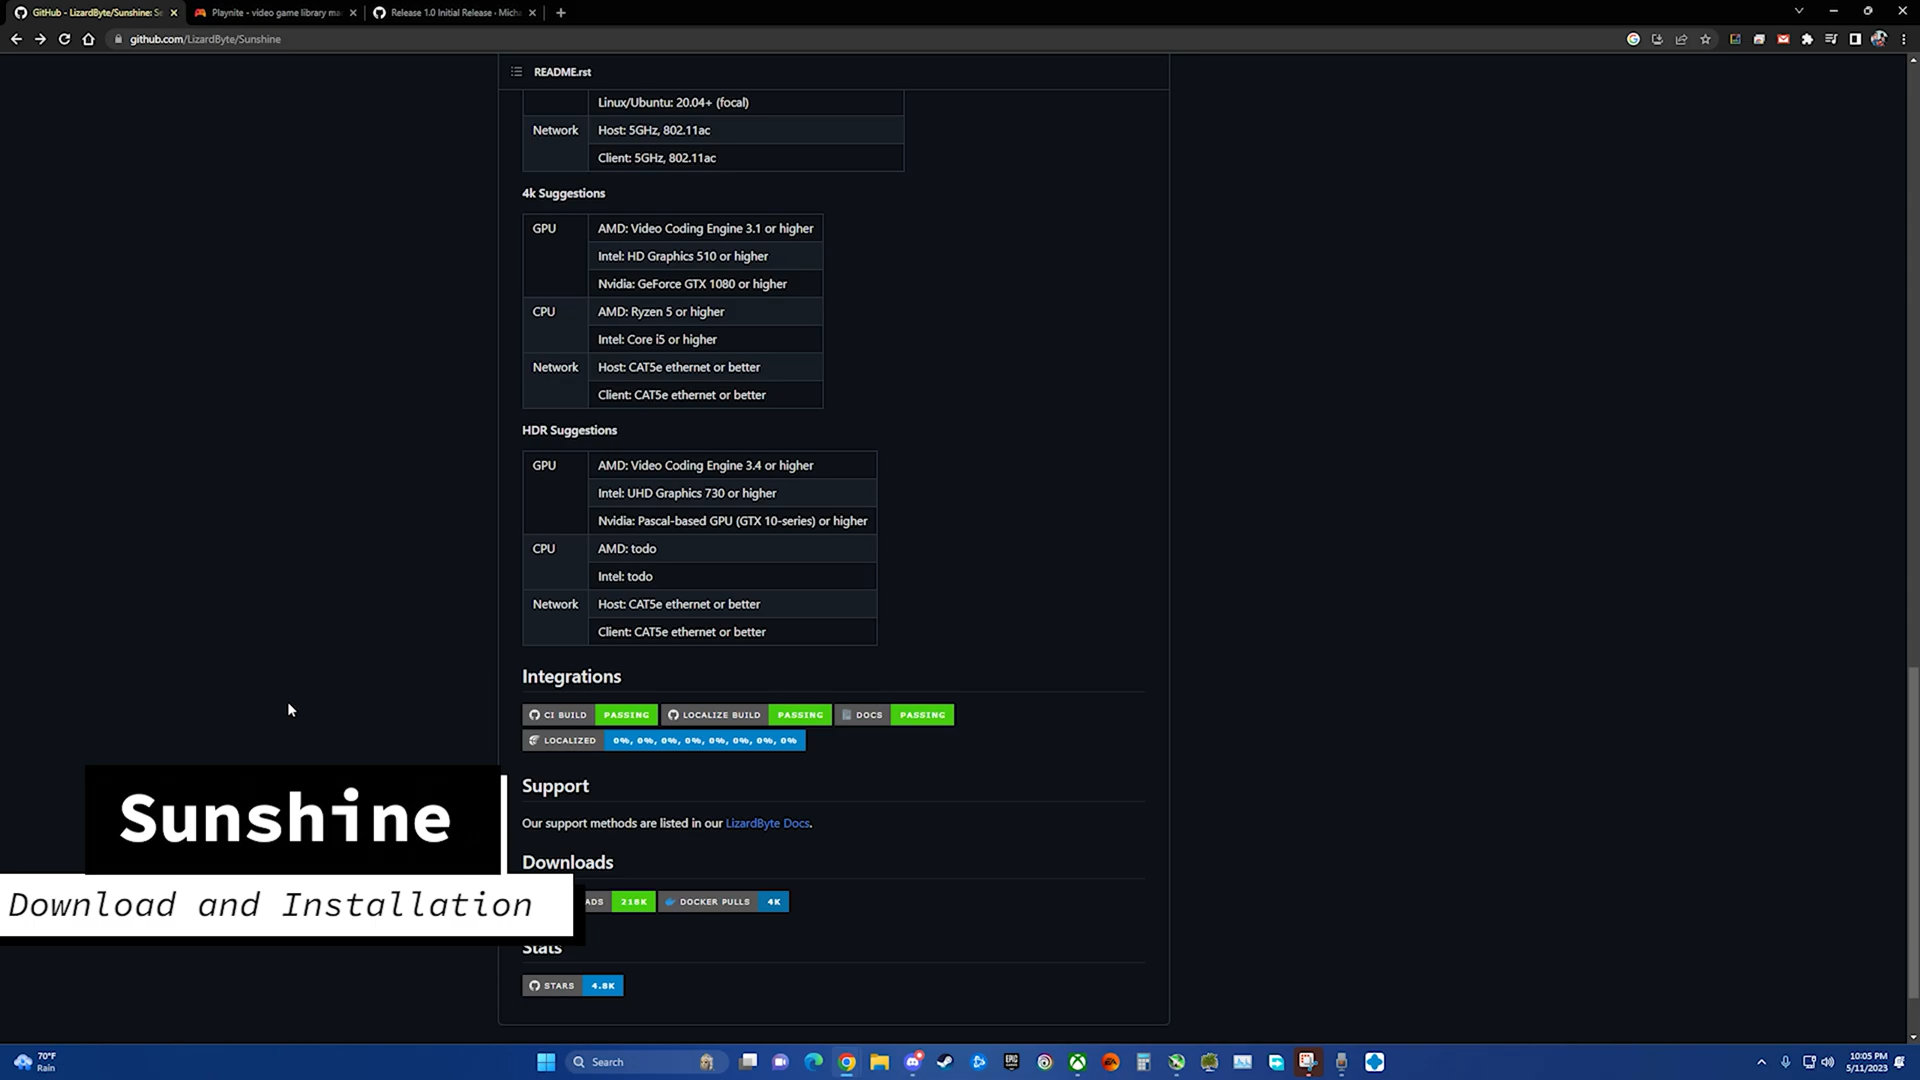 GitHub - LizardByte/Sunshine: Se
Playnite - video game library ma
Release 1.0 Initial Release · Micha
github.com/LizardByte/Sunshine
README.rst
Linux/Ubuntu: 20.04+ (focal)
Network
Host: 5GHz, 802.11ac
Client: 5GHz, 802.11ac
4k Suggestions
GPU
AMD: Video Coding Engine 3.1 or higher
Intel: HD Graphics 510 or higher
Nvidia: GeForce GTX 1080 or higher
CPU
AMD: Ryzen 5 or higher
Intel: Core i5 or higher
Network
Host: CAT5e ethernet or better
Client: CAT5e ethernet or better
HDR Suggestions
GPU
AMD: Video Coding Engine 3.4 or higher
Intel: UHD Graphics 730 or higher
Nvidia: Pascal-based GPU (GTX 10-series) or higher
CPU
AMD: todo
Intel: todo
Network
Host: CAT5e ethernet or better
Client: CAT5e ethernet or better
Integrations
CI BUILD PASSING LOCALIZE BUILD PASSING DOCS PASSING
LOCALIZED 0%, 0%, 0%, 0%, 0%, 0%, 0%, 0%
Support
Our support methods are listed in our LizardByte Docs.
Downloads
ADS 218K DOCKER PULLS 4K
Stats
STARS 4.8K
Sunshine
Download and Installation
70°F
Rain
Search
EPIC
EA
10:05 PM
5/11/2023